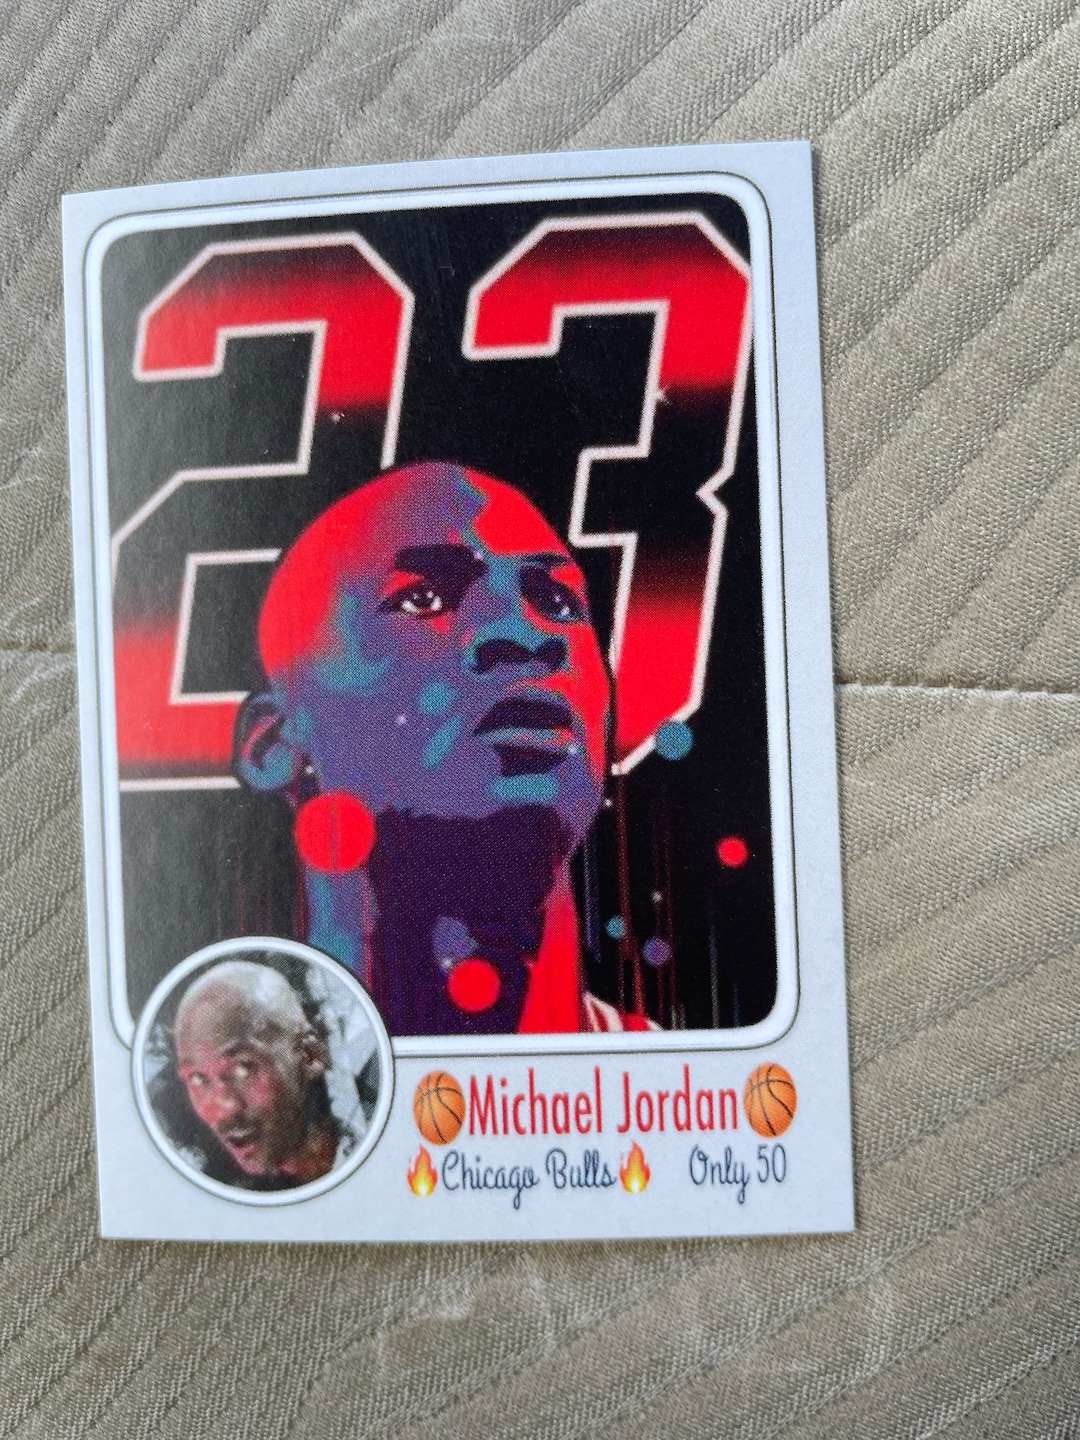 23
🏀Michael Jordan🏀
🔥Chicago Bulls🔥 Only 50